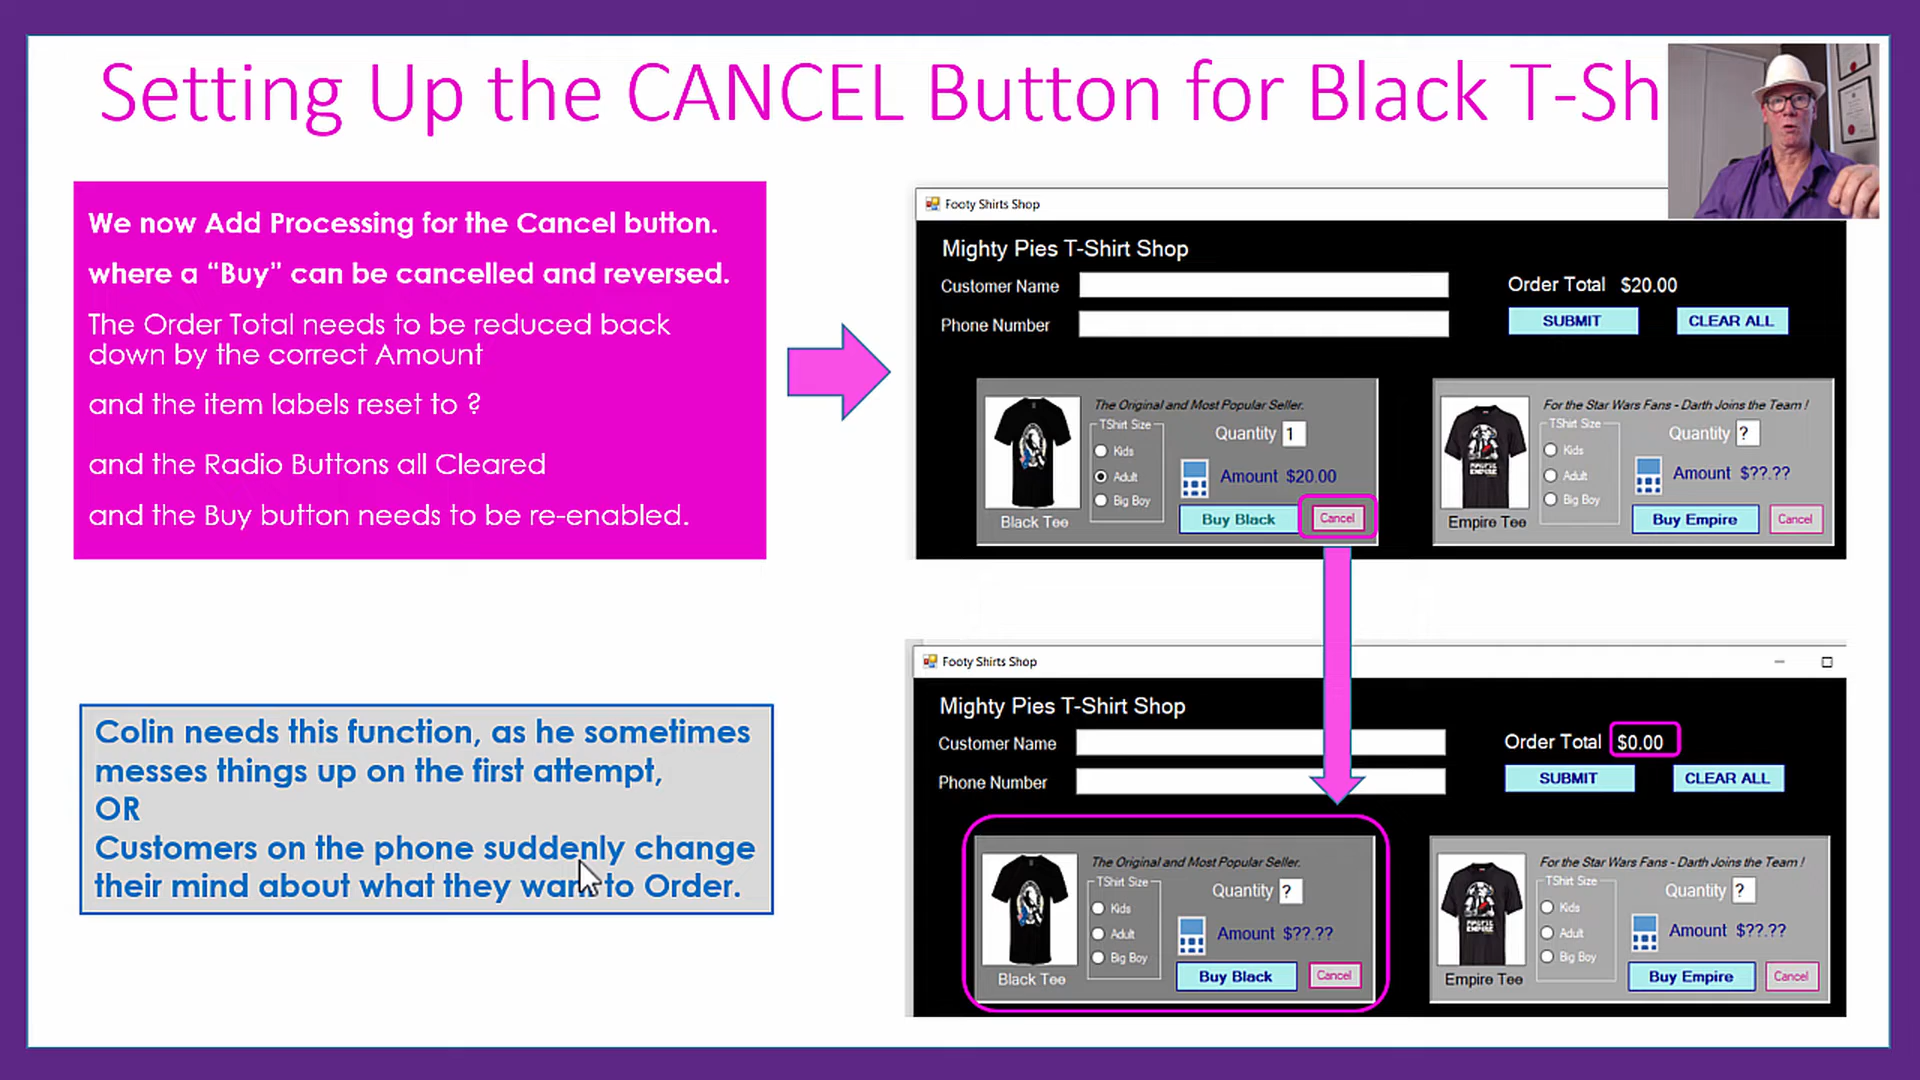 Setting Up the CANCEL Button for Black T-Sh
We now Add Processing for the Cancel button.
where a “Buy” can be cancelled and reversed.
The Order Total needs to be reduced back
down by the correct Amount
and the item labels reset to ?
and the Radio Buttons all Cleared
and the Buy button needs to be re-enabled.
Colin needs this function, as he sometimes
messes things up on the first attempt,
OR
Customers on the phone suddenly change
their mind about what they want to Order.
Footy Shirts Shop
Mighty Pies T-Shirt Shop
Customer Name
Order Total $20.00
Phone Number
SUBMIT
CLEAR ALL
The Original and Most Popular Seller.
TShirt Size
Quantity 1
Kids
Adult
Amount $20.00
Big Boy
Black Tee
Buy Black
Cancel
For the Star Wars Fans - Darth Joins the Team !
TShirt Size
Quantity ?
Kids
Adult
Amount $??.??
Big Boy
Empire Tee
Buy Empire
Cancel
Footy Shirts Shop
Mighty Pies T-Shirt Shop
Customer Name
Order Total $0.00
Phone Number
SUBMIT
CLEAR ALL
The Original and Most Popular Seller.
TShirt Size
Quantity ?
Kids
Adult
Amount $??.??
Big Boy
Black Tee
Buy Black
Cancel
For the Star Wars Fans - Darth Joins the Team !
TShirt Size
Quantity ?
Kids
Adult
Amount $??.??
Big Boy
Empire Tee
Buy Empire
Cancel